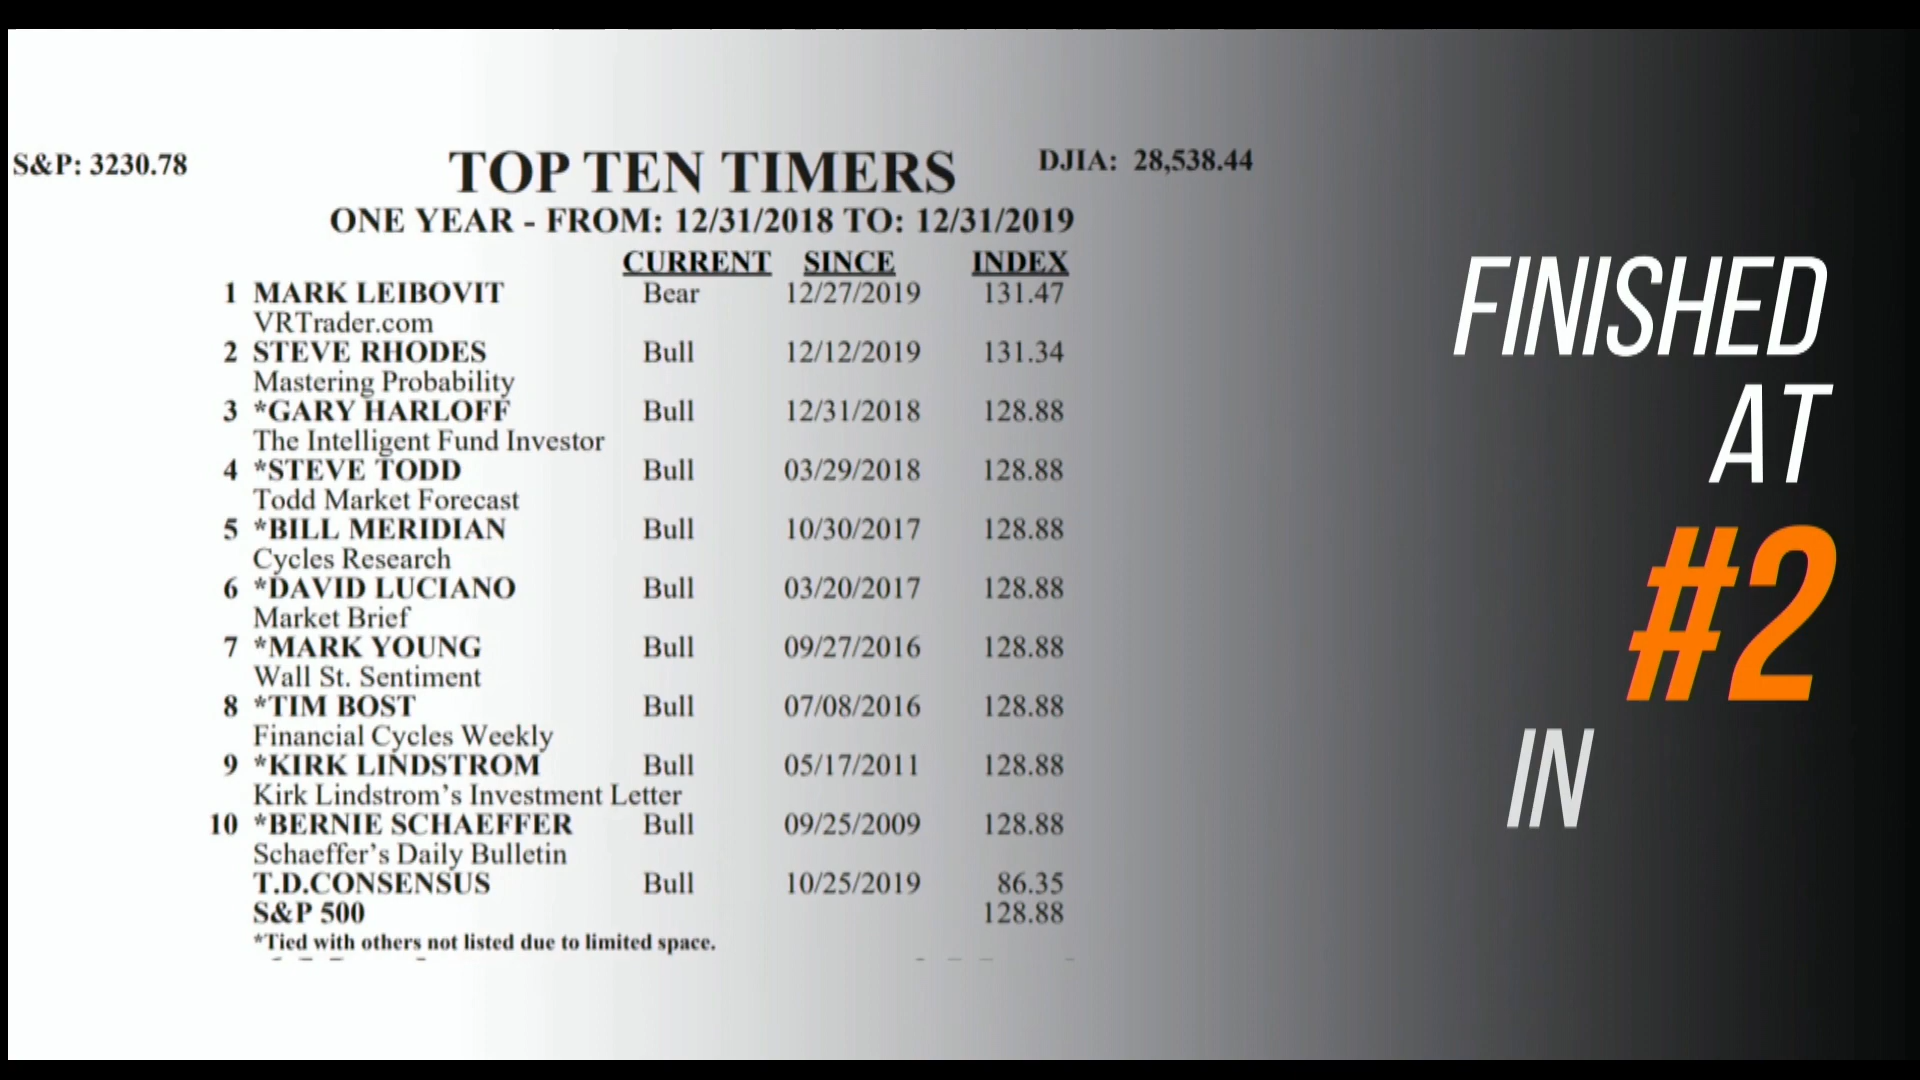 S&P: 3230.78
TOP TEN TIMERS
DJIA: 28,538.44
ONE YEAR - FROM: 12/31/2018 TO: 12/31/2019
CURRENT SINCE INDEX
1 MARK LEIBOVIT Bear 12/27/2019 131.47
VRTrader.com
2 STEVE RHODES Bull 12/12/2019 131.34
Mastering Probability
3 *GARY HARLOFF Bull 12/31/2018 128.88
The Intelligent Fund Investor
4 *STEVE TODD Bull 03/29/2018 128.88
Todd Market Forecast
5 *BILL MERIDIAN Bull 10/30/2017 128.88
Cycles Research
6 *DAVID LUCIANO Bull 03/20/2017 128.88
Market Brief
7 *MARK YOUNG Bull 09/27/2016 128.88
Wall St. Sentiment
8 *TIM BOST Bull 07/08/2016 128.88
Financial Cycles Weekly
9 *KIRK LINDSTROM Bull 05/17/2011 128.88
Kirk Lindstrom's Investment Letter
10 *BERNIE SCHAEFFER Bull 09/25/2009 128.88
Schaeffer's Daily Bulletin
T.D.CONSENSUS Bull 10/25/2019 86.35
S&P 500 128.88
*Tied with others not listed due to limited space.
FINISHED
AT
#2
IN